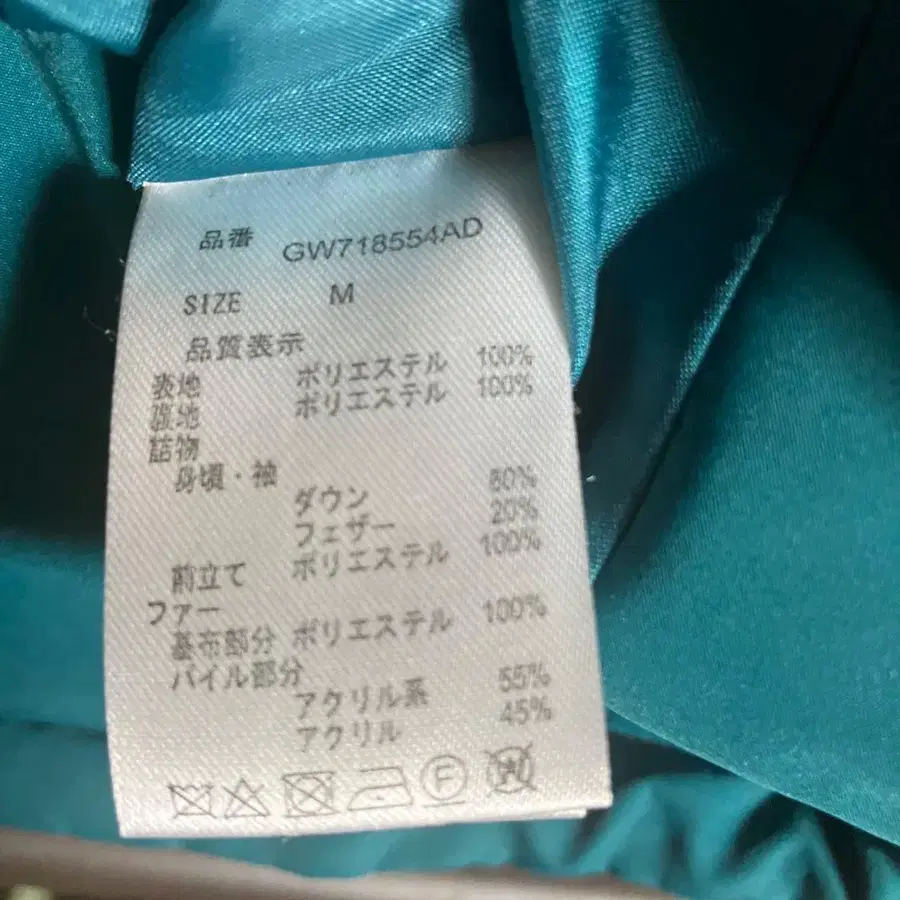 品番 GW718554AD
SIZE M
品質表示
表地 ポリエステル 100%
裏地 ポリエステル 100%
詰物
身頃・袖
ダウン 80%
フェザー 20%
前立て ポリエステル 100%
ファー
基布部分 ポリエステル 100%
パイル部分
アクリル系 55%
アクリル 45%
F W